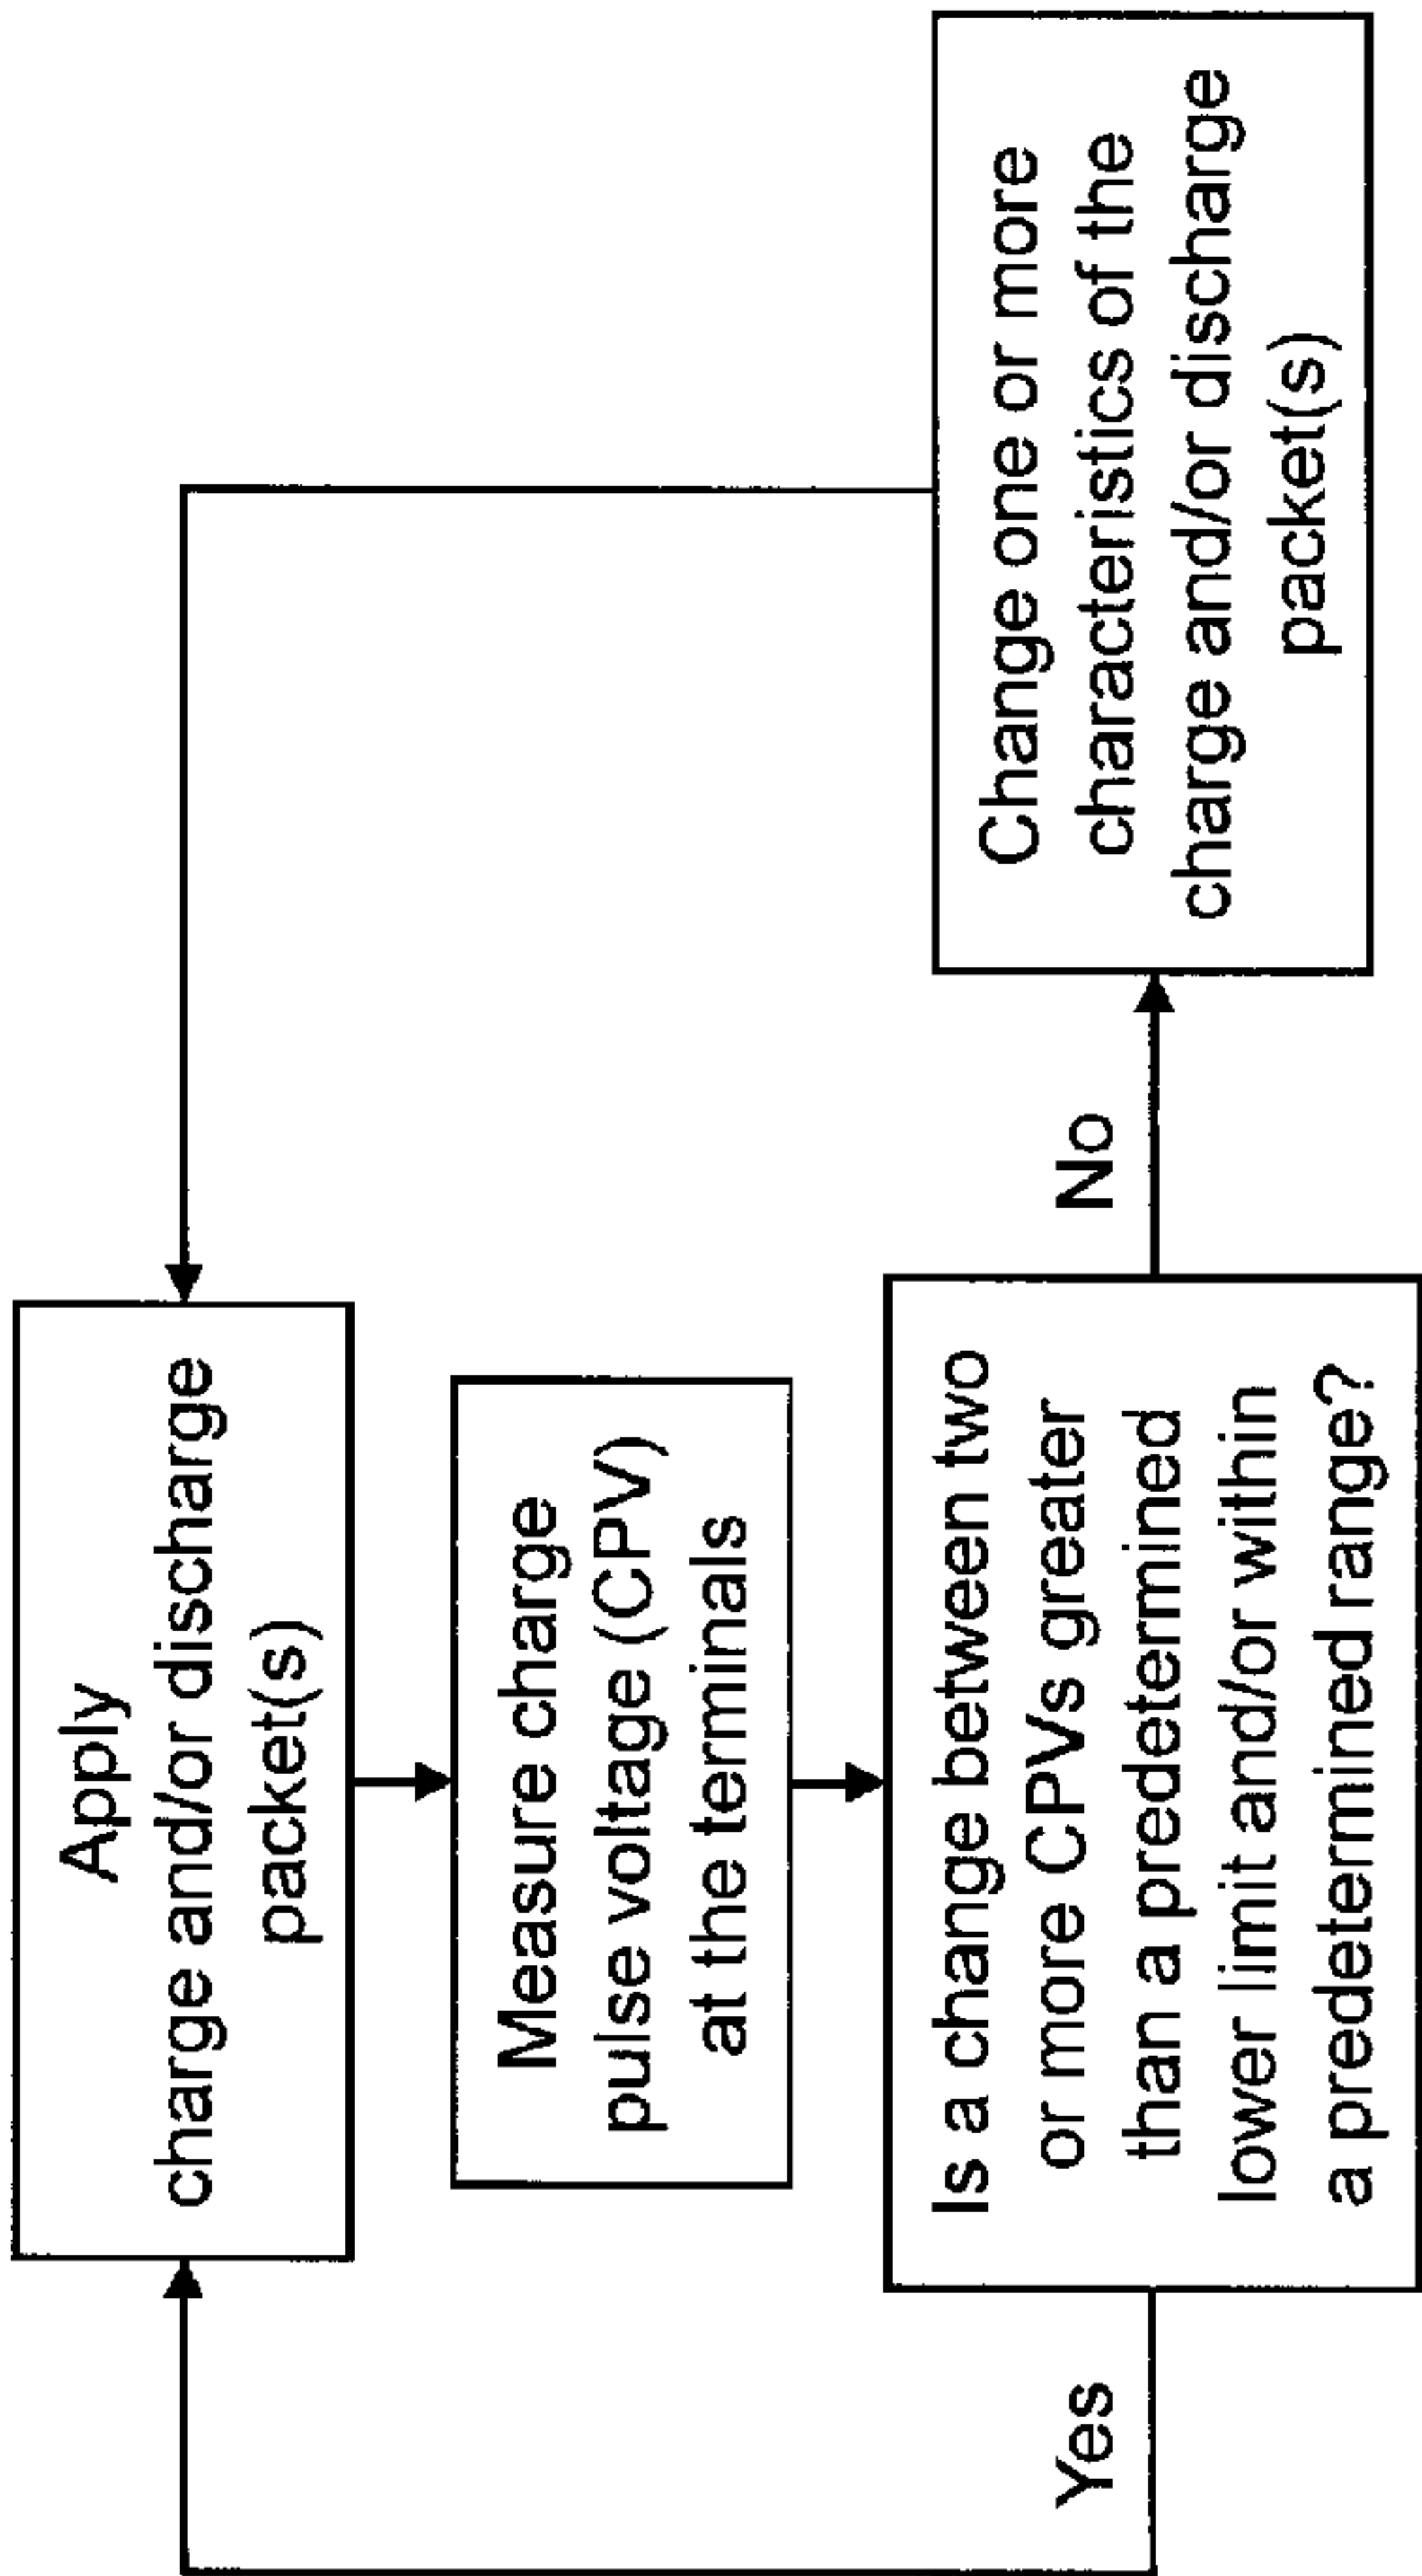 Apply
charge and/or discharge
packet(s)
Measure charge
pulse voltage (CPV)
at the terminals
Is a change between two
or more CPVs greater
than a predetermined
lower limit and/or within
a predetermined range?
Yes
No
Change one or more
characteristics of the
charge and/or discharge
packet(s)